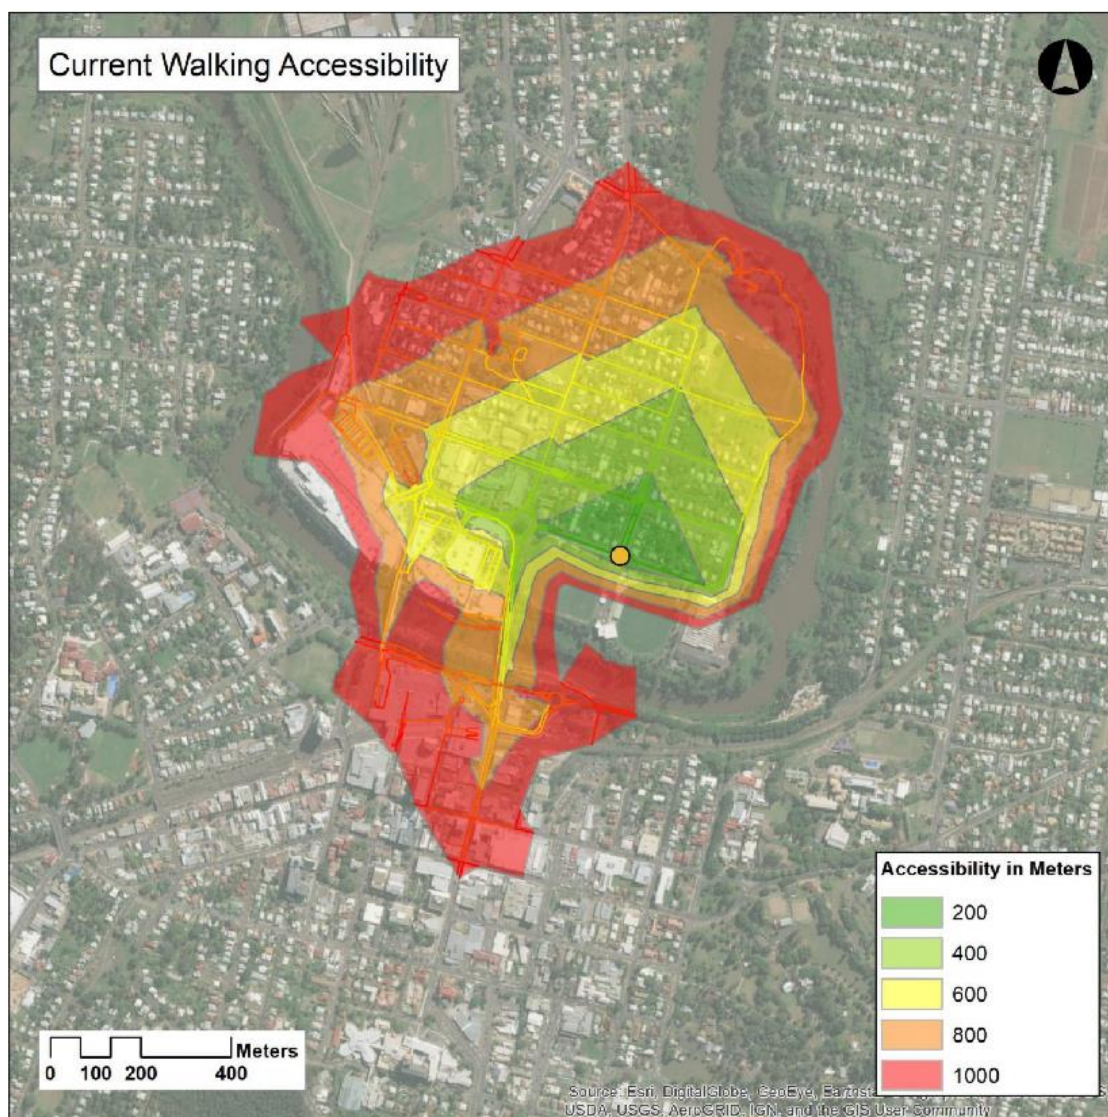 Current Walking Accessibility
Accessibility in Meters
200
400
600
800
1000
Meters
0 100 200 400
Source: Esri, DigitalGlobe, GeoEye, Earthst
USDA, USGS, AeroGRID, IGN, and the GIS User Community